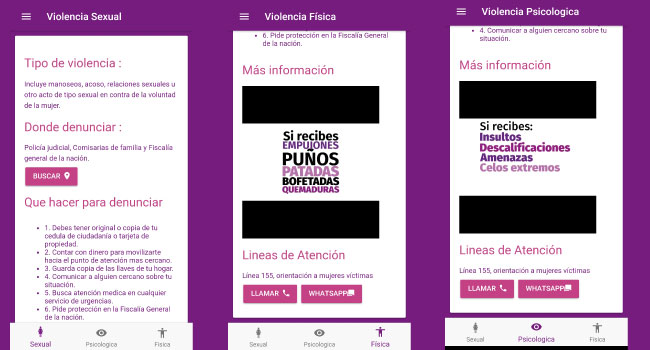 Violencia Sexual
Tipo de violencia :
Incluye manoseos, acoso, relaciones sexuales u
otro acto de tipo sexual en contra de la voluntad
de la mujer.
Donde denunciar :
Policía judicial, Comisarias de familia y Fiscalía
general de la nación.
BUSCAR
Que hacer para denunciar
1. Debes tener original o copia de tu
cedula de ciudadania o tarjeta de
propiedad.
2. Contar con dinero para movilizarte
hacia el punto de atención mas cercano.
3. Guarda copia de las llaves de tu hogar.
4. Comunicar a alguien cercano sobre tu
situación.
5. Busca atención medica en cualquier
servicio de urgencias.
6. Pide protección en la Fiscalía General
de la nación.
Sexual
Psicologica
Física
Violencia Física
6. Pide protección en la Fiscalía General
de la nación.
Más información
Si recibes
EMPUJONES
PUÑOS
PATADAS
BOFETADAS
QUEMADURAS
Lineas de Atención
Línea 155, orientación a mujeres víctimas
LLAMAR
WHATSAPP
Sexual
Psicologica
Física
Violencia Psicologica
4. Comunicar a alguien cercano sobre tu
situación.
Más información
Si recibes:
Insultos
Descalificaciones
Amenazas
Celos extremos
Lineas de Atención
Línea 155, orientación a mujeres víctimas
LLAMAR
WHATSAPP
Sexual
Psicologica
Física